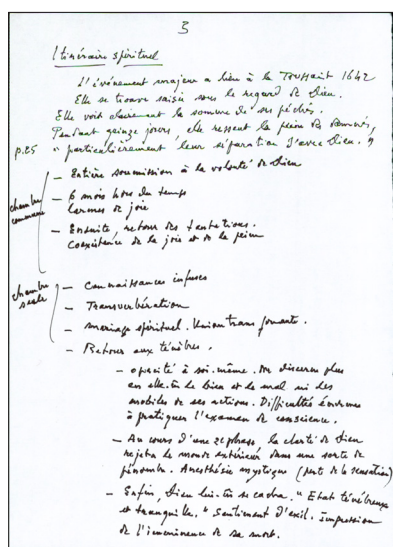 3
Itinéraire spirituel
L'événement majeur a lieu à la Toussaint 1642
Elle se trouve saisie sous le regard de Dieu.
Elle voit clairement la somme de ses péchés.
Pendant quinze jours, elle ressent la peine des damnés,
p.25 "particulièrement leur séparation d'avec Dieu."
— Entière soumission à la volonté de Dieu
chambre commune
— 6 mois hors du temps
larmes de joie
— Ensuite, retour des tentations.
Coexistence de la joie et de la peine
chambre seule
— Connaissances infuses
— Transverbération
— mariage spirituel. Union transformante.
— Retour aux ténèbres.
— opacité à soi-même. Ne discerne plus
en elle le bien et le mal ni des
mobiles de ses actions. Difficultés énormes
à pratiquer l'examen de conscience.
— Au cours d'une 2e phase, la clarté de Dieu
rejeta le monde extérieur dans une sorte de
pénombre. Anesthésie mystique (perte de la sensation)
— Enfin, Dieu lui-m se cacha. "Etat ténébreux
et tranquille." Sentiment d'exil. Impression
de l'imminence de sa mort.